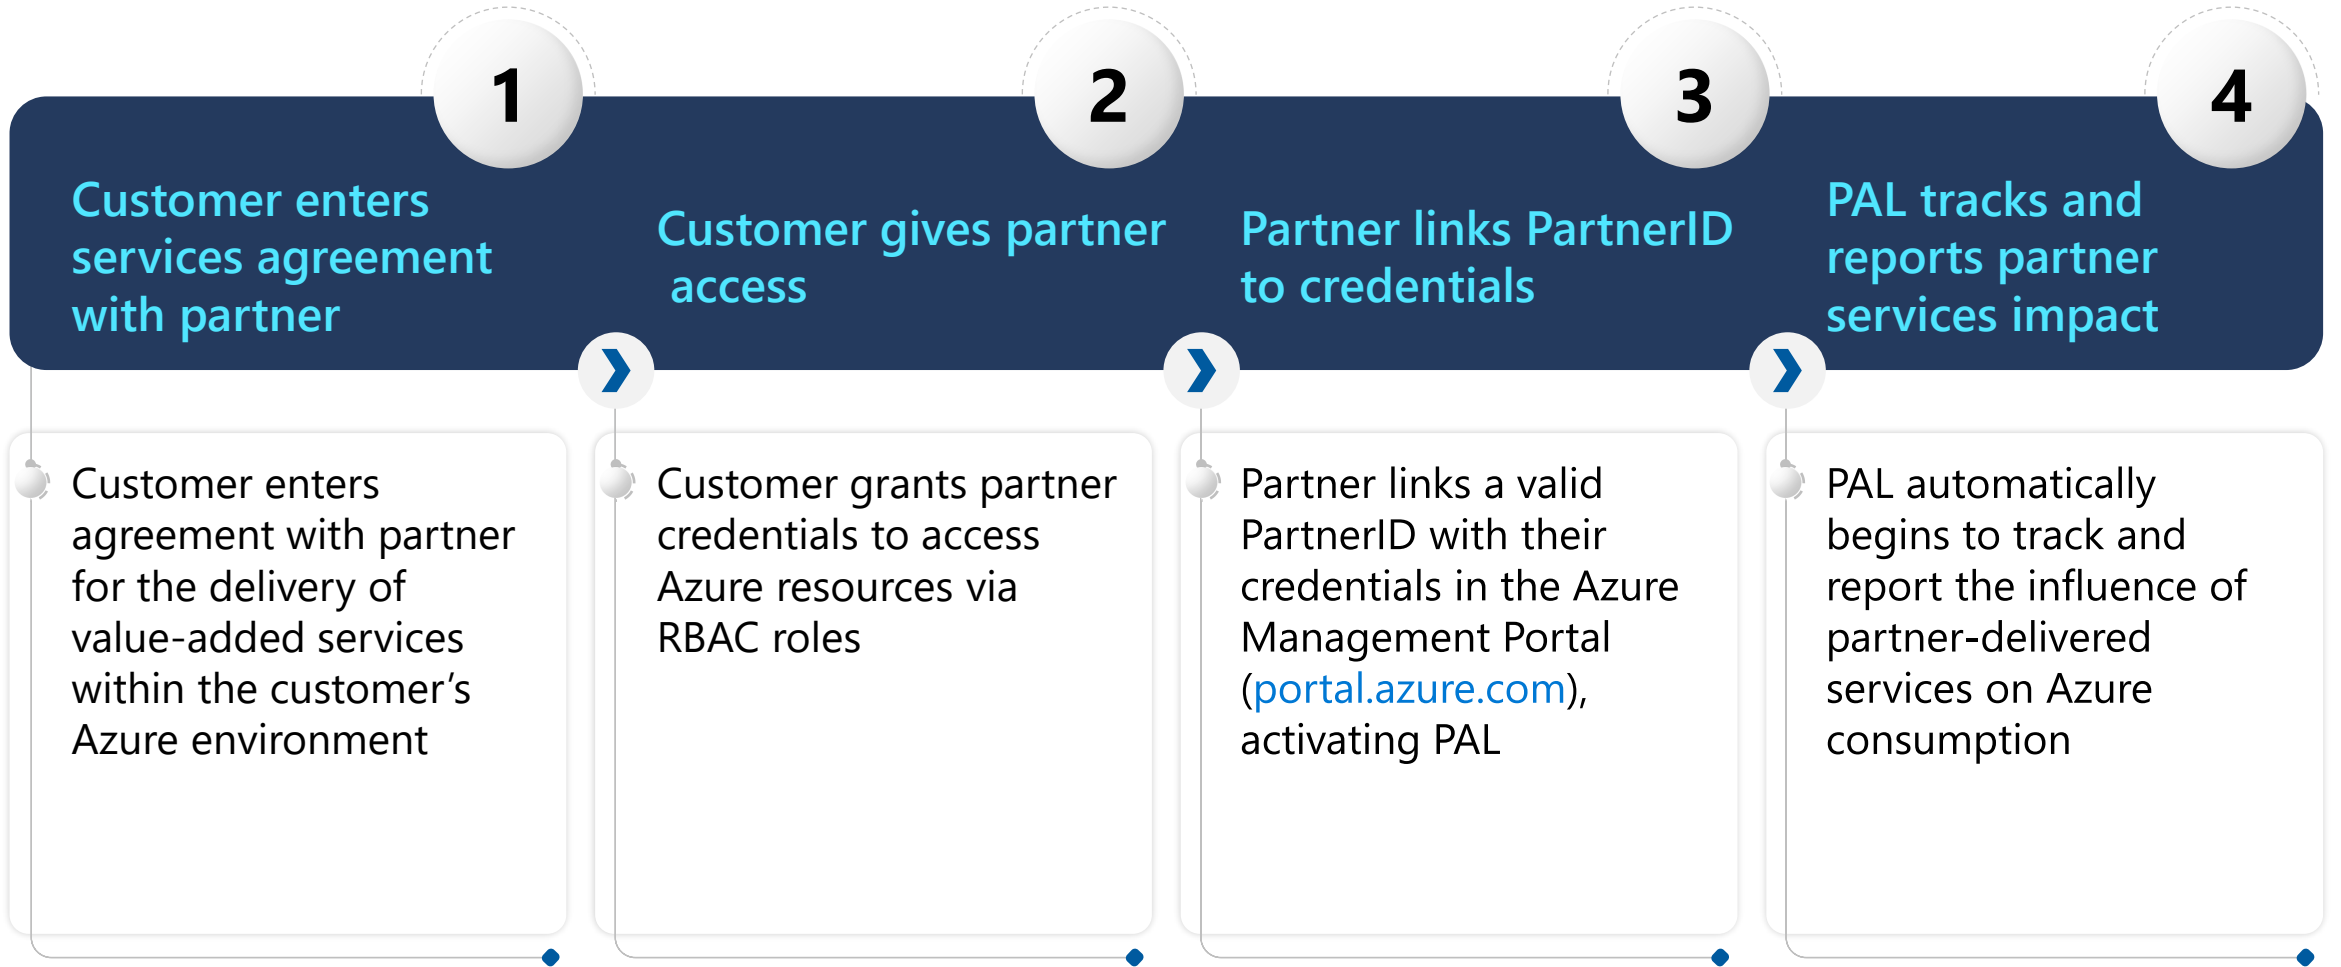 1
Customer enters
services agreement
with partner
Customer enters
agreement with partner
for the delivery of
value-added services
within the customer’s
Azure environment
2
Customer gives partner
access
Customer grants partner
credentials to access
Azure resources via
RBAC roles
3
Partner links PartnerID
to credentials
Partner links a valid
PartnerID with their
credentials in the Azure
Management Portal
(portal.azure.com),
activating PAL
4
PAL tracks and
reports partner
services impact
PAL automatically
begins to track and
report the influence of
partner-delivered
services on Azure
consumption